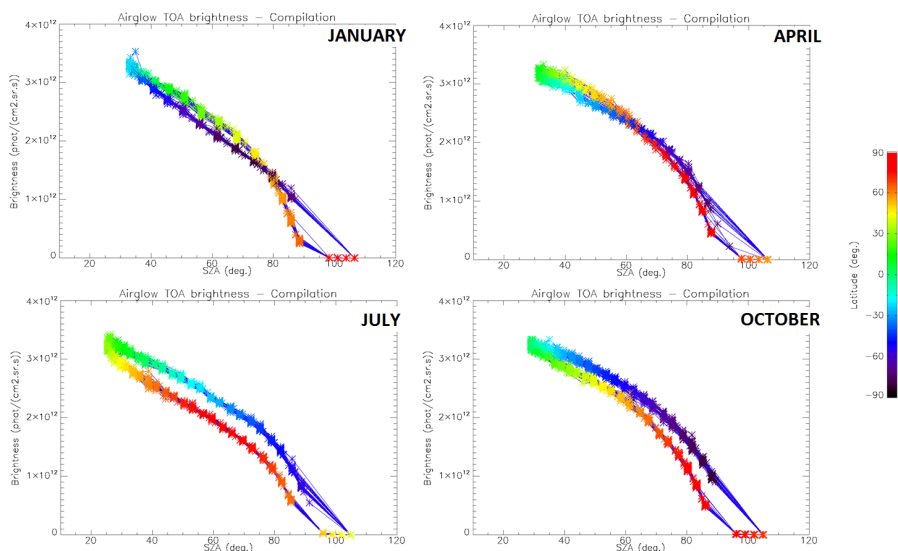 Airglow TOA brightness – Compilation
JANUARY
4×10¹²
3×10¹²
2×10¹²
1×10¹²
0
Brightness (phot/(cm2.sr.s))
20 40 60 80 100 120
SZA (deg.)
Airglow TOA brightness – Compilation
APRIL
4×10¹²
3×10¹²
2×10¹²
1×10¹²
0
Brightness (phot/(cm2.sr.s))
20 40 60 80 100 120
SZA (deg.)
Airglow TOA brightness – Compilation
JULY
4×10¹²
3×10¹²
2×10¹²
1×10¹²
0
Brightness (phot/(cm2.sr.s))
20 40 60 80 100 120
SZA (deg.)
Airglow TOA brightness – Compilation
OCTOBER
4×10¹²
3×10¹²
2×10¹²
1×10¹²
0
Brightness (phot/(cm2.sr.s))
20 40 60 80 100 120
SZA (deg.)
Latitude (deg.)
90
60
30
0
−30
−60
−90